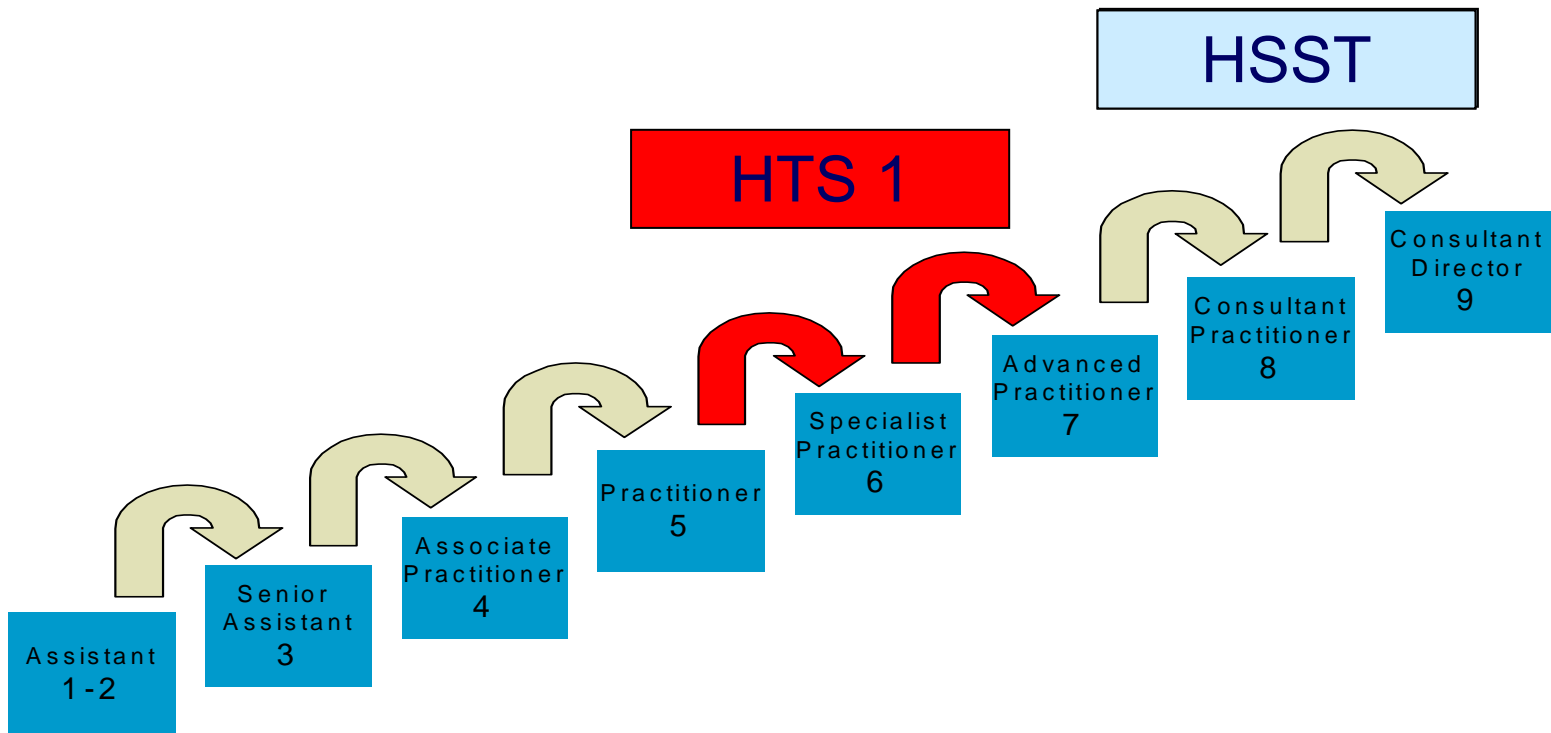 HSST
HTS 1
Consultant
Director
9
Consultant
Practitioner
8
Advanced
Practitioner
7
Specialist
Practitioner
6
Practitioner
5
Associate
Practitioner
4
Senior
Assistant
3
Assistant
1-2